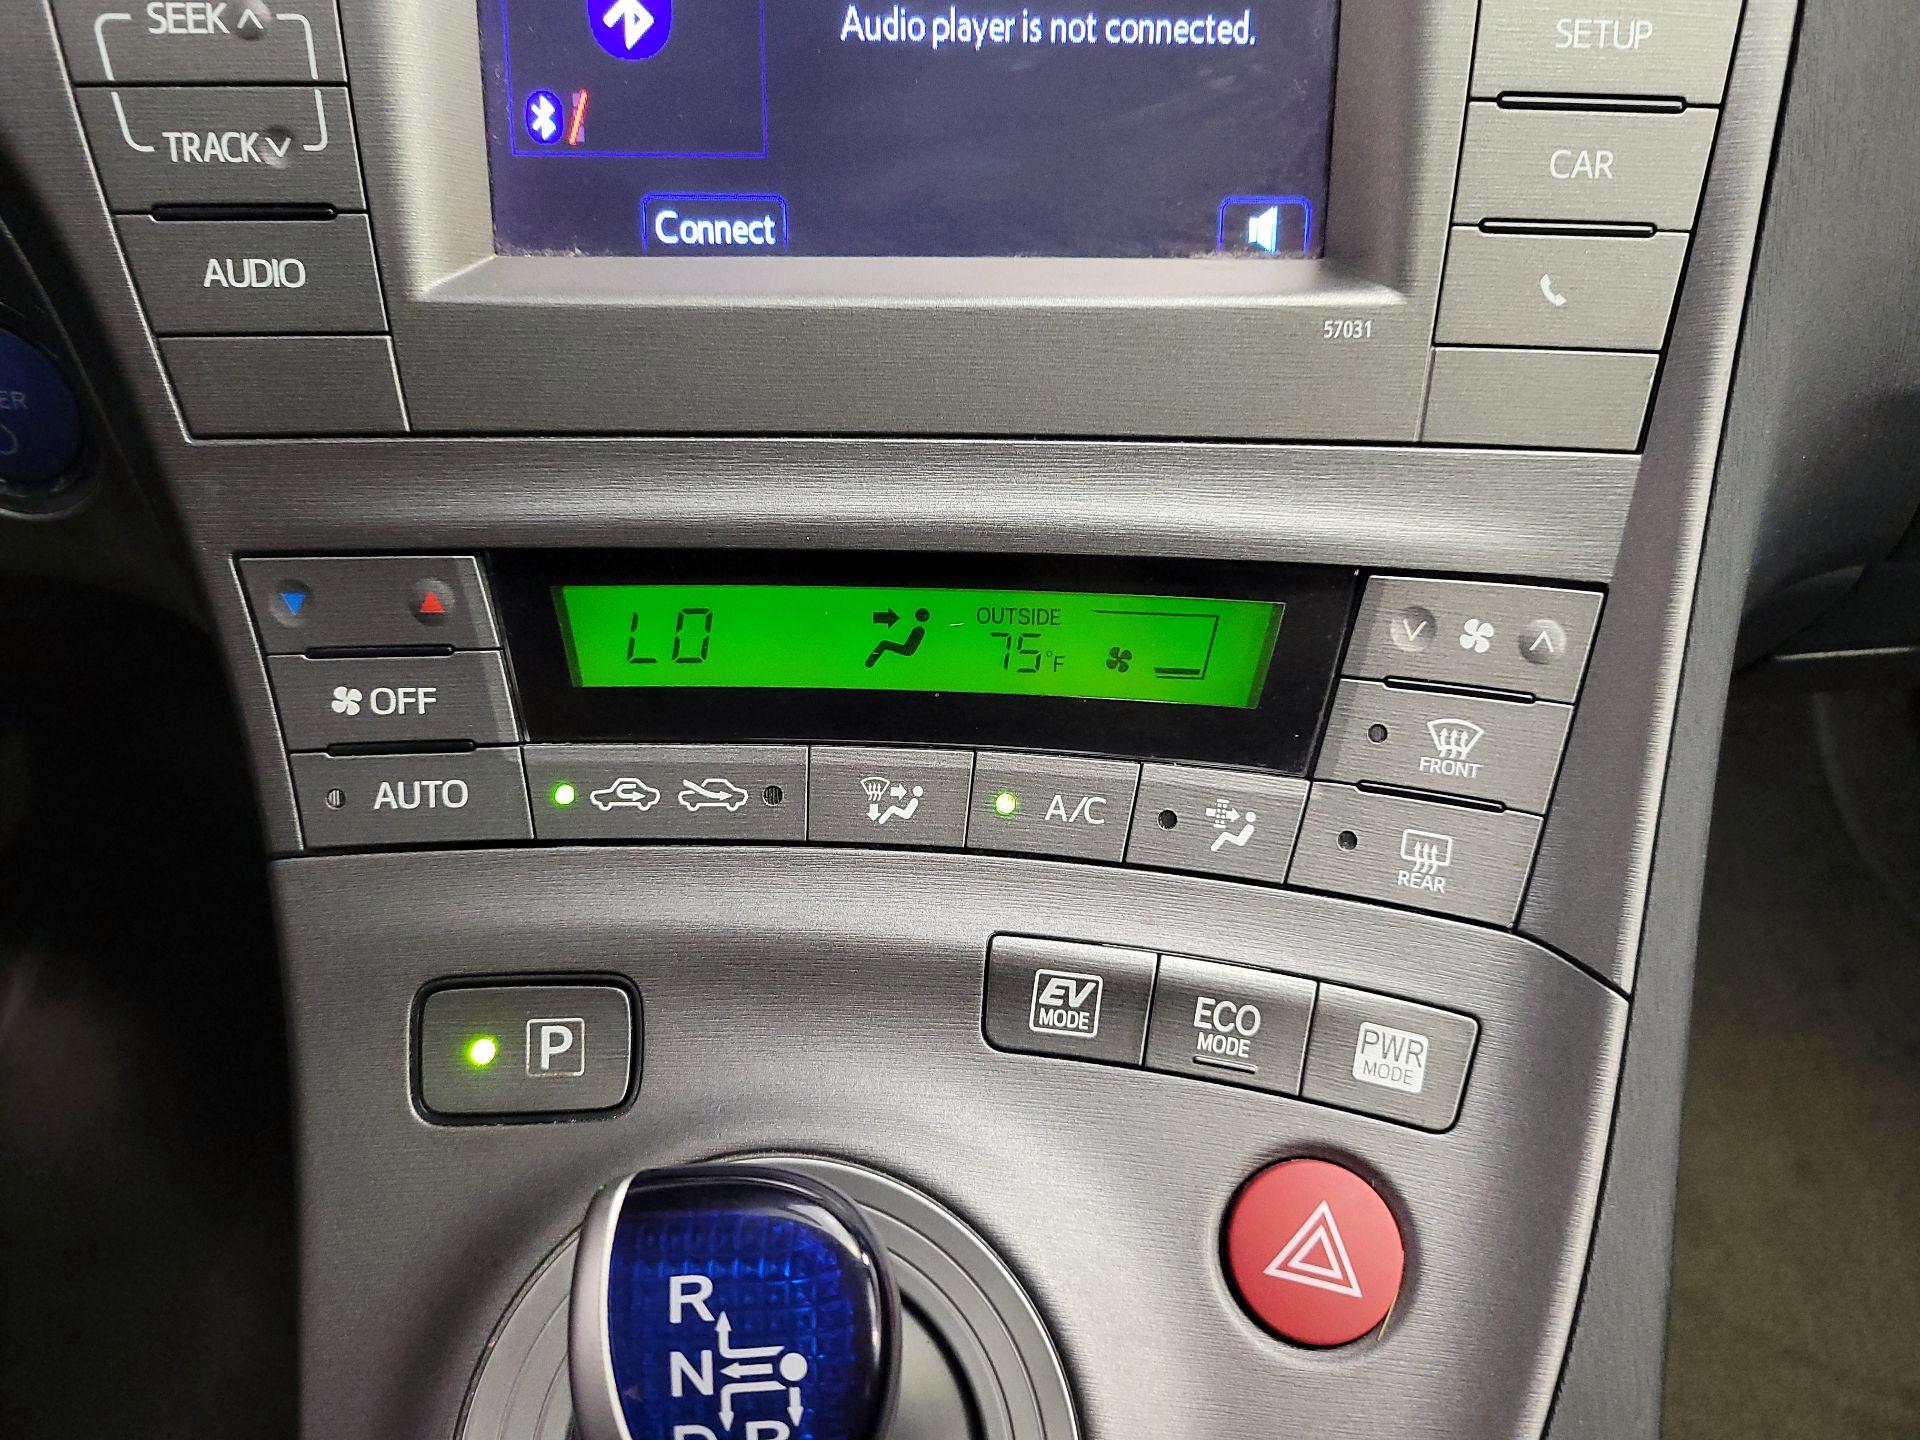 SEEK
TRACK
AUDIO
Audio player is not connected.
Connect
SETUP
CAR
57031
LO
OUTSIDE
75°F
OFF
AUTO
A/C
FRONT
REAR
P
EV
MODE
ECO
MODE
PWR
MODE
R
N